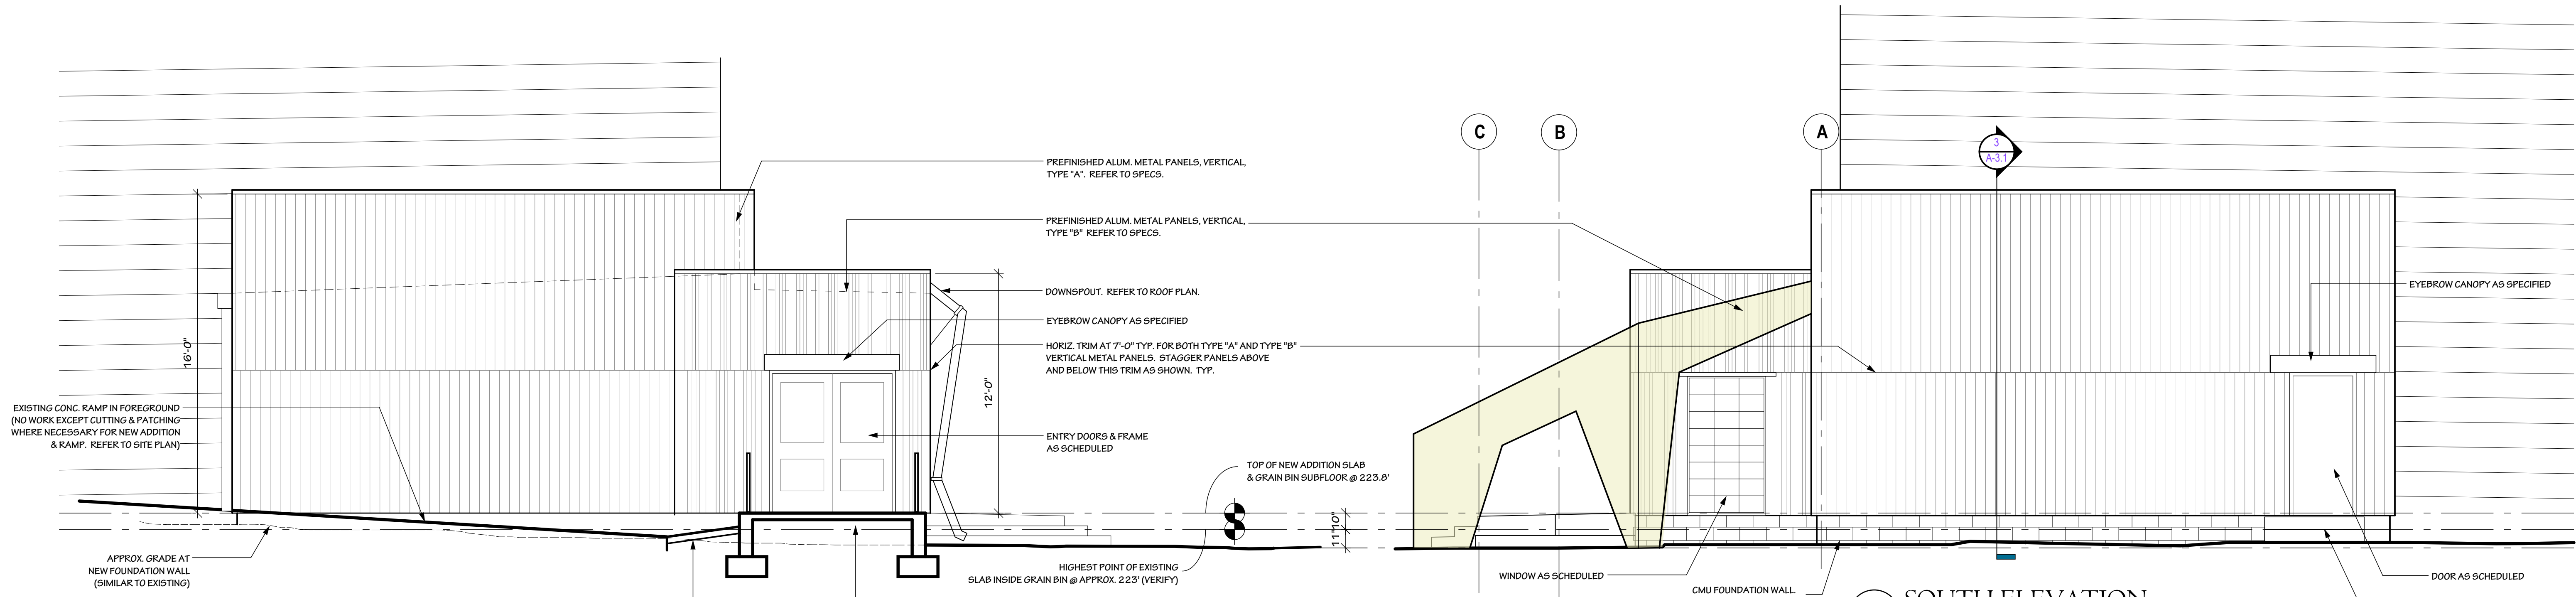 C
B
A
3
A-3.1
PREFINISHED ALUM. METAL PANELS, VERTICAL,
TYPE "A". REFER TO SPECS.
PREFINISHED ALUM. METAL PANELS, VERTICAL,
TYPE "B" REFER TO SPECS.
DOWNSPOUT. REFER TO ROOF PLAN.
EYEBROW CANOPY AS SPECIFIED
HORIZ. TRIM AT 7'-0" TYP. FOR BOTH TYPE "A" AND TYPE "B"
VERTICAL METAL PANELS. STAGGER PANELS ABOVE
AND BELOW THIS TRIM AS SHOWN. TYP.
EYEBROW CANOPY AS SPECIFIED
16'-0"
12'-0"
EXISTING CONC. RAMP IN FOREGROUND
(NO WORK EXCEPT CUTTING & PATCHING
WHERE NECESSARY FOR NEW ADDITION
& RAMP. REFER TO SITE PLAN)
ENTRY DOORS & FRAME
AS SCHEDULED
TOP OF NEW ADDITION SLAB
& GRAIN BIN SUBFLOOR @ 223.8'
11"
10"
APPROX. GRADE AT
NEW FOUNDATION WALL
(SIMILAR TO EXISTING)
HIGHEST POINT OF EXISTING
SLAB INSIDE GRAIN BIN @ APPROX. 223' (VERIFY)
WINDOW AS SCHEDULED
CMU FOUNDATION WALL.
DOOR AS SCHEDULED
SOUTH ELEVATION